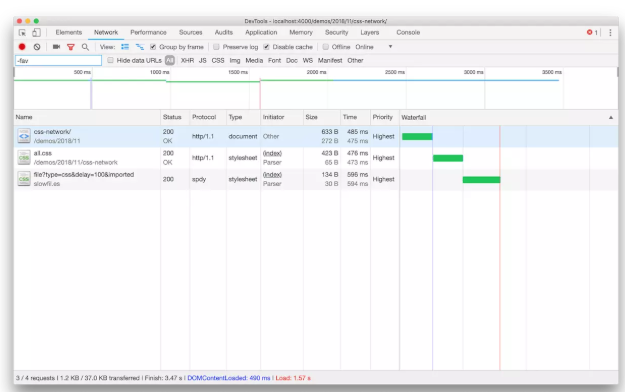 DevTools - localhost:4000/demos/2018/11/css-network/
Elements Network Performance Sources Audits Application Memory Security Layers Console 1
View: Group by frame Preserve log Disable cache Offline Online
-fav Hide data URLs All XHR JS CSS Img Media Font Doc WS Manifest Other
500 ms 1000 ms 1500 ms 2000 ms 2500 ms 3000 ms 3500 ms
Name Status Protocol Type Initiator Size Time Priority Waterfall
css-network/ 200 http/1.1 document Other 633 B 485 ms Highest
/demos/2018/11 OK 272 B 475 ms
all.css 200 http/1.1 stylesheet (index) 423 B 476 ms Highest
/demos/2018/11/css-network OK Parser 65 B 473 ms
file?type=css&delay=100&imported 200 spdy stylesheet (index) 134 B 596 ms Highest
slowfil.es Parser 30 B 594 ms
3 / 4 requests | 1.2 KB / 37.0 KB transferred | Finish: 3.47 s | DOMContentLoaded: 490 ms | Load: 1.57 s